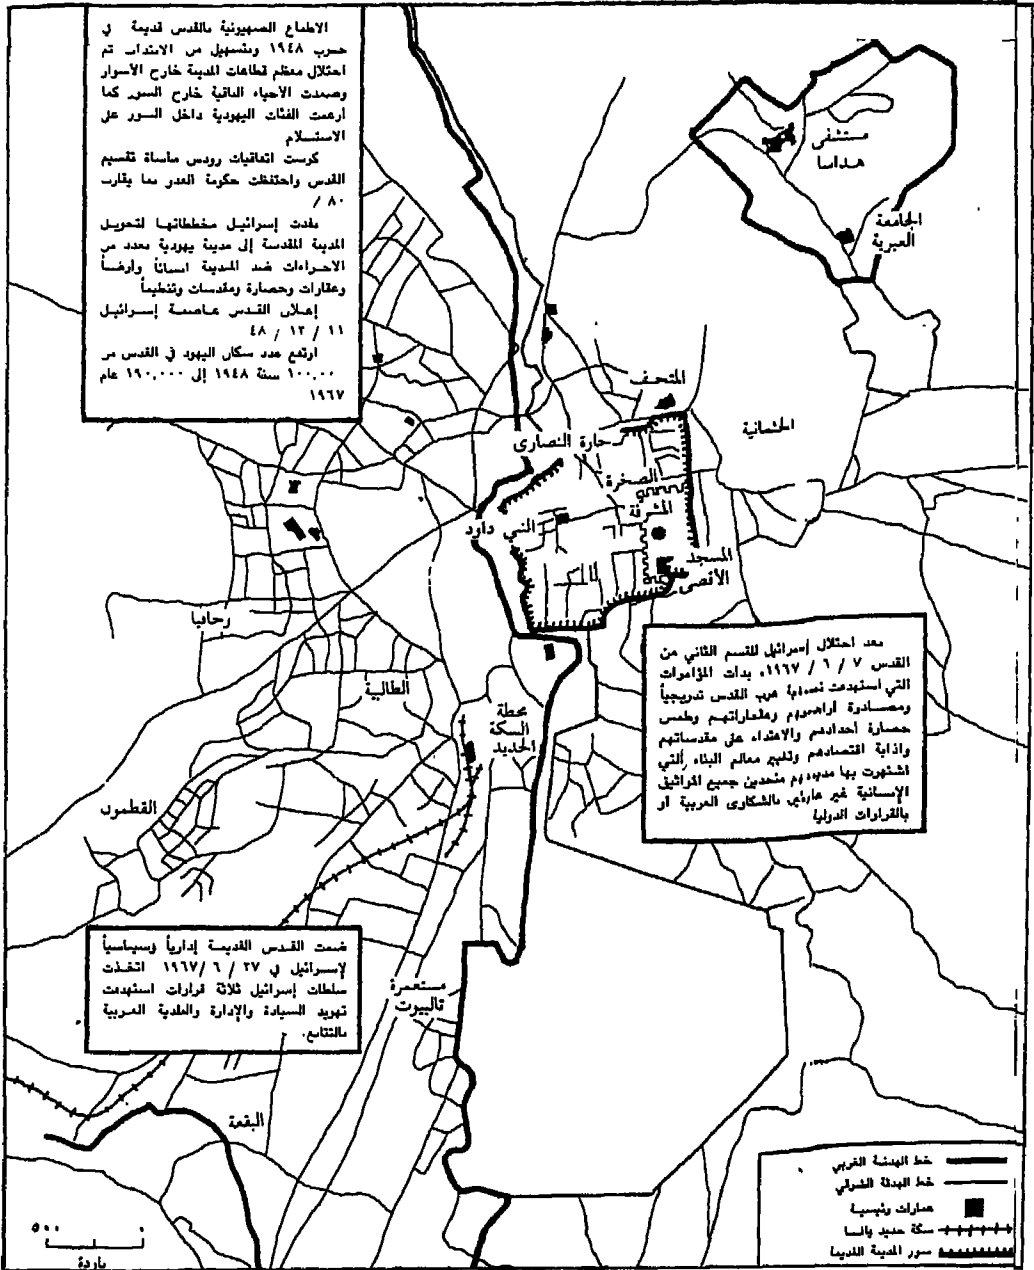 الاطماع الصهيونية بالقدس قديمة في
حرب ١٩٤٨ وبتسهيل من الانتداب تم
احتلال معظم قطاعات المدينة خارج الأسوار
وصمدت الأحياء الباقية خارج السور كما
أرغمت الفئات اليهودية داخل السور على
الاستسلام
كرست اتفاقيات رودس مأساة تقسيم
القدس واحتفظت حكومة العدو بما يقارب
٨٠ /
نفذت إسرائيل مخططاتها لتحويل
المدينة المقدسة إلى مدينة يهودية بعدد من
الاجراءات ضد المدينة انساناً وأرضاً
وعقارات وحضارة ومقدسات وتنظيماً
إعلان القدس عاصمة إسرائيل
١١ / ١٢ / ٤٨
ارتفع عدد سكان اليهود في القدس من
١٠٠,٠٠ سنة ١٩٤٨ إلى ١٩٠,٠٠٠ عام
١٩٦٧
مستشفى
هداسا
الجامعة
العبرية
المتحف
حارة النصارى
الصخرة
المشرفة
النبي داود
المسجد
الأقصى
الحثمانية
رحافيا
الطالبية
محطة
السكة
الحديد
القطمون
بعد احتلال إسرائيل للقسم الثاني من
القدس ٧ / ٦ / ١٩٦٧، بدات المؤامرات
التي استهدفت عرب القدس تدريجياً
ومصادرة اراضيهم وعقاراتهم وطمس
حضارة أجدادهم والاعتداء على مقدساتهم
واذابة اقتصادهم وتغيير معالم البناء التي
اشتهرت بها مدينتهم متحدين جميع المواثيق
الإنسانية غير عابئين بالشكاوى العربية أو
بالقرارات الدولية
ضمت القدس القديمة إدارياً وسياسياً
لإسرائيل في ٢٧ / ٦ / ١٩٦٧ اتخذت
سلطات إسرائيل ثلاثة قرارات استهدفت
تهويد السيادة والإدارة والبلدية العربية
بالتتابع.
مستعمرة
تالبيوت
البقعة
خط الهدنة الغربي
خط الهدنة الشرقي
عمارات رئيسية
سكة حديد يافا
سور المدينة القديمة
٥٠٠ ٠
ياردة